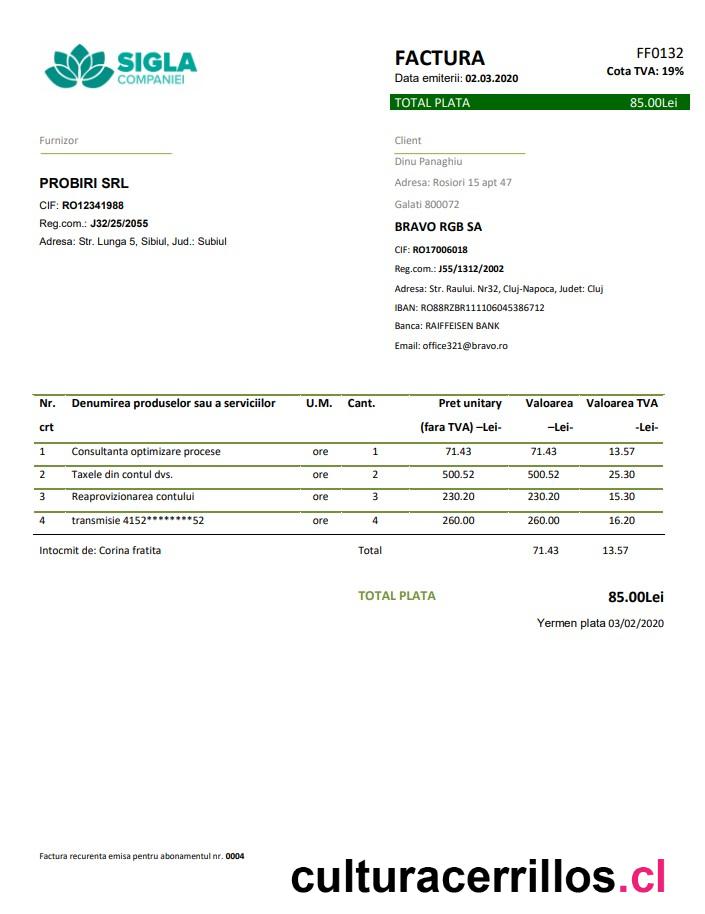 SIGLA
COMPANIEI
FACTURA
FF0132
Data emiterii: 02.03.2020
Cota TVA: 19%
TOTAL PLATA 85.00Lei
Furnizor
PROBIRI SRL
CIF: RO12341988
Reg.com.: J32/25/2055
Adresa: Str. Lunga 5, Sibiul, Jud.: Subiul
Client
Dinu Panaghiu
Adresa: Rosiori 15 apt 47
Galati 800072
BRAVO RGB SA
CIF: RO17006018
Reg.com.: J55/1312/2002
Adresa: Str. Raului. Nr32, Cluj-Napoca, Judet: Cluj
IBAN: RO88RZBR111106045386712
Banca: RAIFFEISEN BANK
Email: office321@bravo.ro
Nr. Denumirea produselor sau a serviciilor U.M. Cant. Pret unitary Valoarea Valoarea TVA
crt (fara TVA) –Lei- –Lei- -Lei-
1 Consultanta optimizare procese ore 1 71.43 71.43 13.57
2 Taxele din contul dvs. ore 2 500.52 500.52 25.30
3 Reaprovizionarea contului ore 3 230.20 230.20 15.30
4 transmisie 4152********52 ore 4 260.00 260.00 16.20
Intocmit de: Corina fratita Total 71.43 13.57
TOTAL PLATA 85.00Lei
Yermen plata 03/02/2020
Factura recurenta emisa pentru abonamentul nr. 0004
culturacerrillos.cl